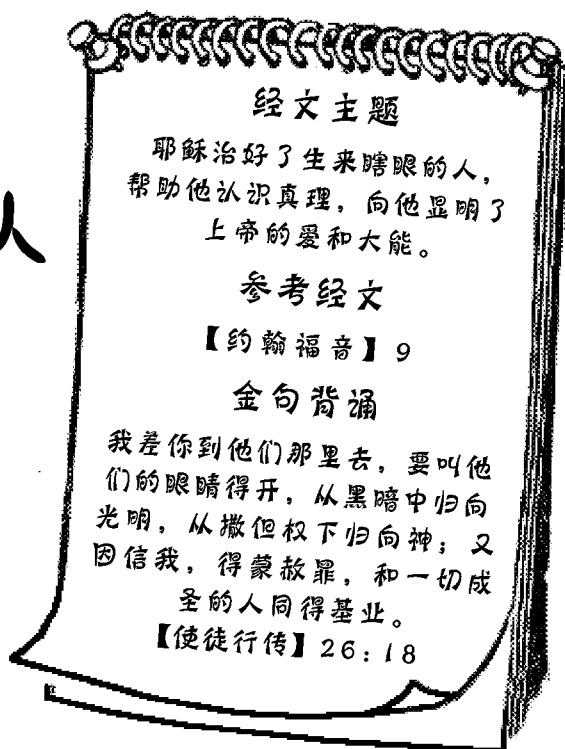 人
经文主题
耶稣治好了生来瞎眼的人，
帮助他认识真理，向他显明了
上帝的爱和大能。
参考经文
【约翰福音】9
金句背诵
我差你到他们那里去，要叫他
们的眼睛得开，从黑暗中归向
光明，从撒但权下归向神；又
因信我，得蒙赦罪，和一切成
圣的人同得基业。
【使徒行传】26：18